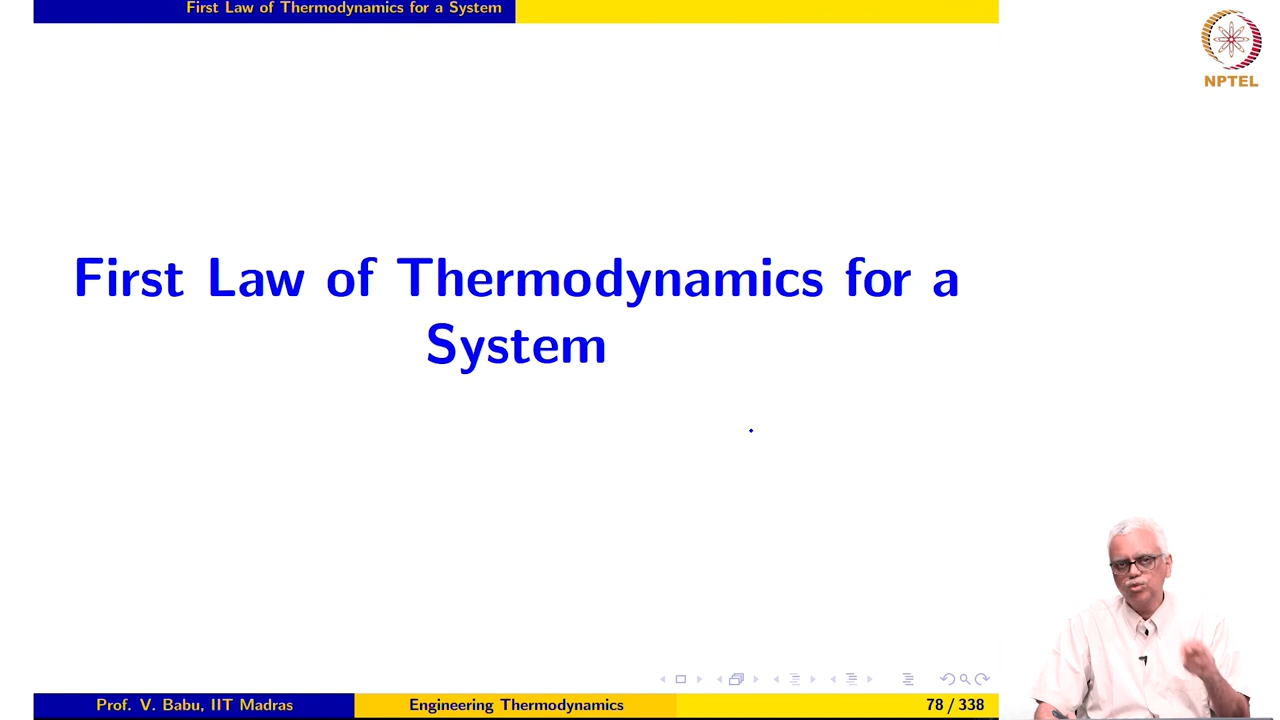 First Law of Thermodynamics for a System
NPTEL
First Law of Thermodynamics for a
System
Prof. V. Babu, IIT Madras
Engineering Thermodynamics
78 / 338